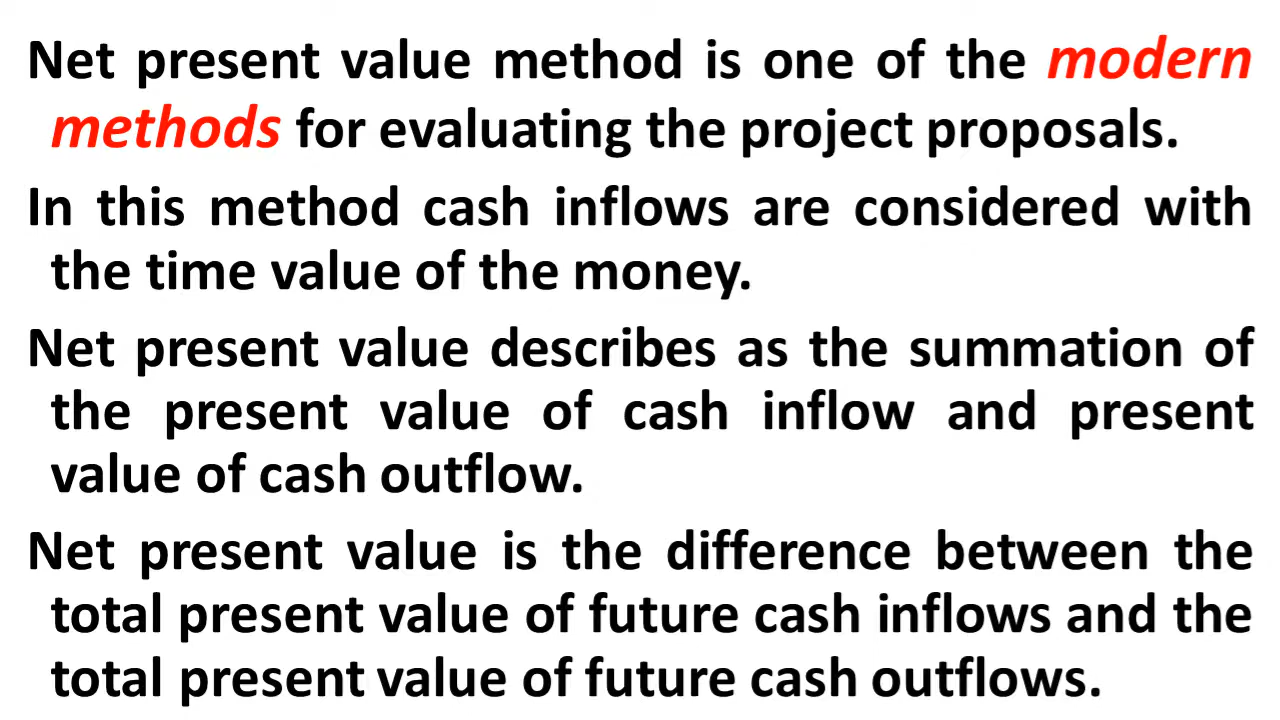 Net present value method is one of the modern
methods for evaluating the project proposals.
In this method cash inflows are considered with
the time value of the money.
Net present value describes as the summation of
the present value of cash inflow and present
value of cash outflow.
Net present value is the difference between the
total present value of future cash inflows and the
total present value of future cash outflows.